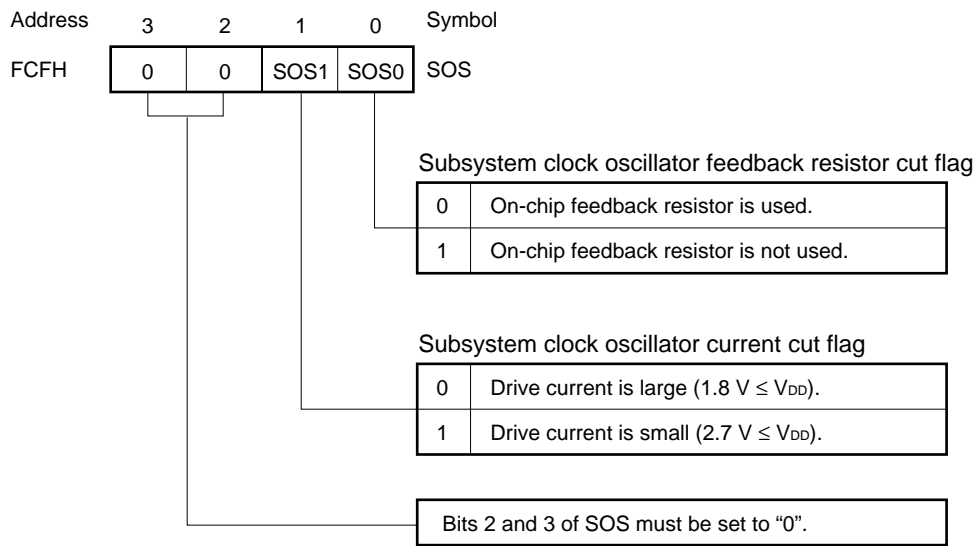 Address 3 2 1 0 Symbol
FCFH 0 0 SOS1 SOS0 SOS
Subsystem clock oscillator feedback resistor cut flag
0 On-chip feedback resistor is used.
1 On-chip feedback resistor is not used.
Subsystem clock oscillator current cut flag
0 Drive current is large (1.8 V ≤ VDD).
1 Drive current is small (2.7 V ≤ VDD).
Bits 2 and 3 of SOS must be set to “0”.